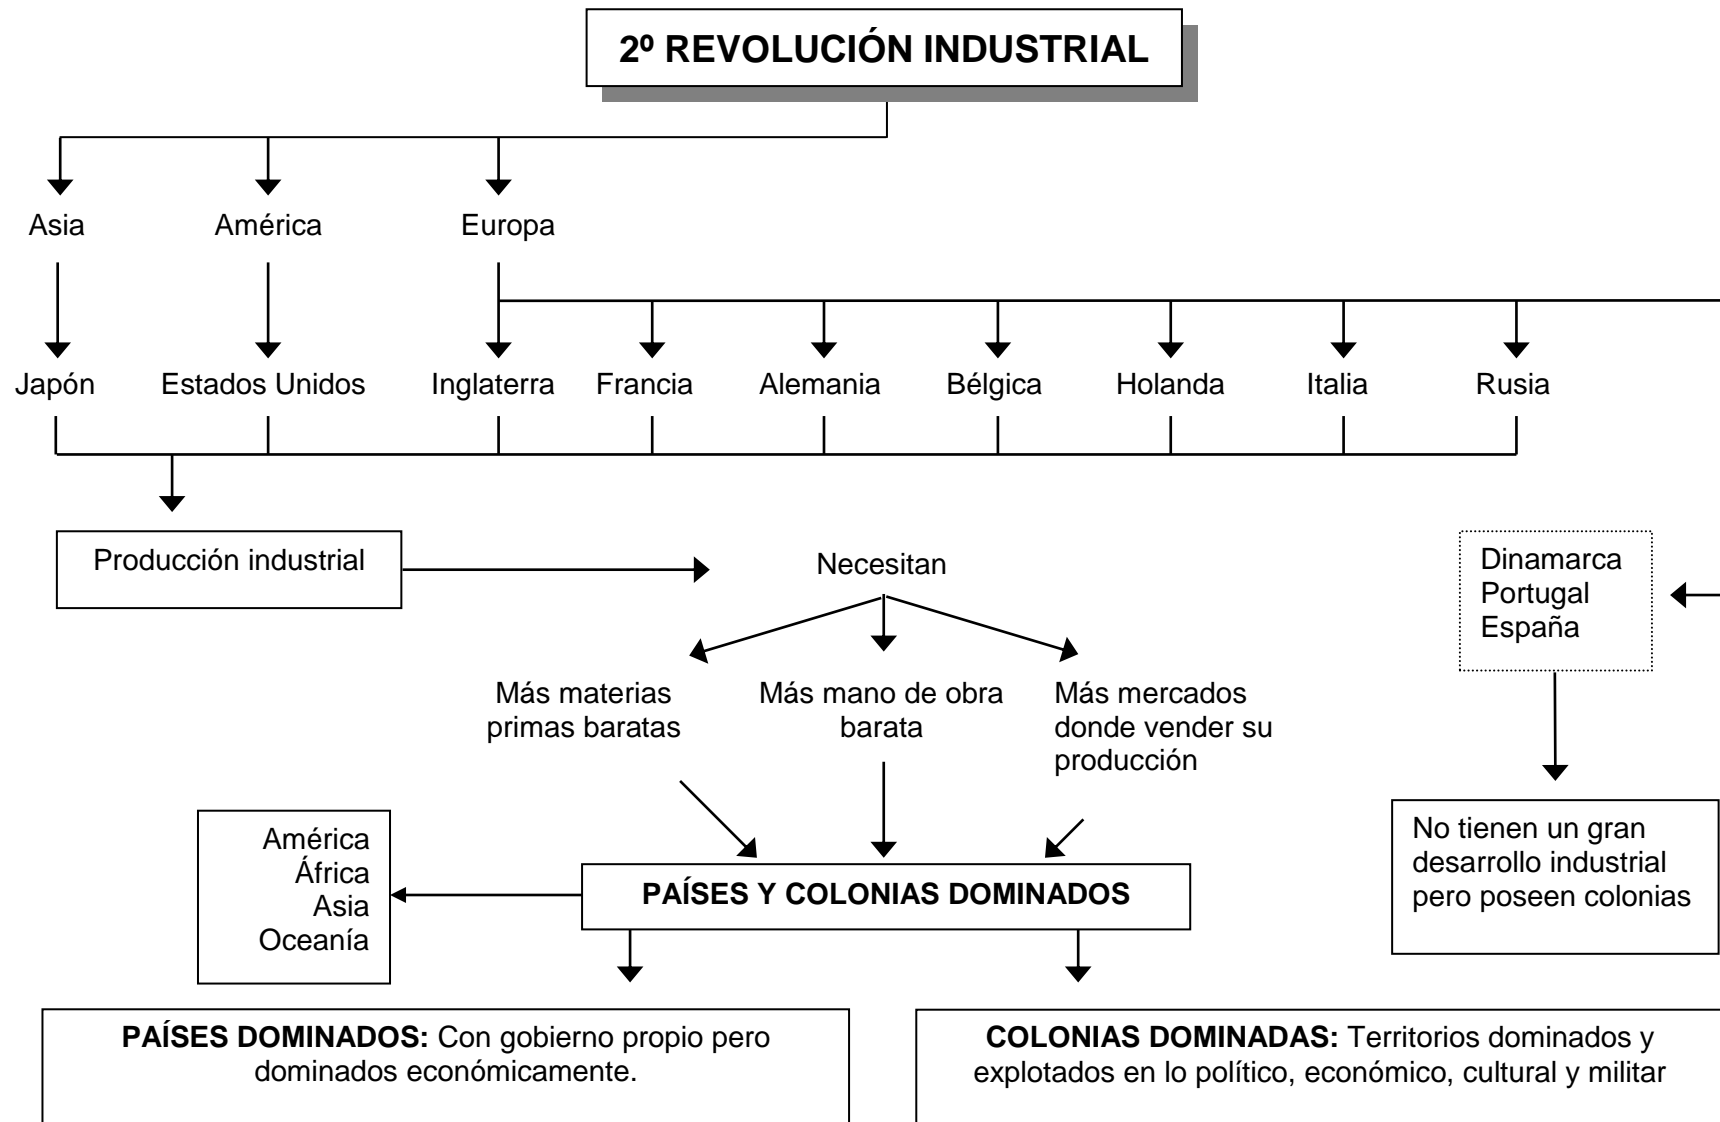 2º REVOLUCIÓN INDUSTRIAL
Asia
América
Europa
Japón
Estados Unidos
Inglaterra
Francia
Alemania
Bélgica
Holanda
Italia
Rusia
Producción industrial
Necesitan
Dinamarca
Portugal
España
Más materias
primas baratas
Más mano de obra
barata
Más mercados
donde vender su
producción
América
África
Asia
Oceanía
PAÍSES Y COLONIAS DOMINADOS
No tienen un gran
desarrollo industrial
pero poseen colonias
PAÍSES DOMINADOS: Con gobierno propio pero
dominados económicamente.
COLONIAS DOMINADAS: Territorios dominados y
explotados en lo político, económico, cultural y militar